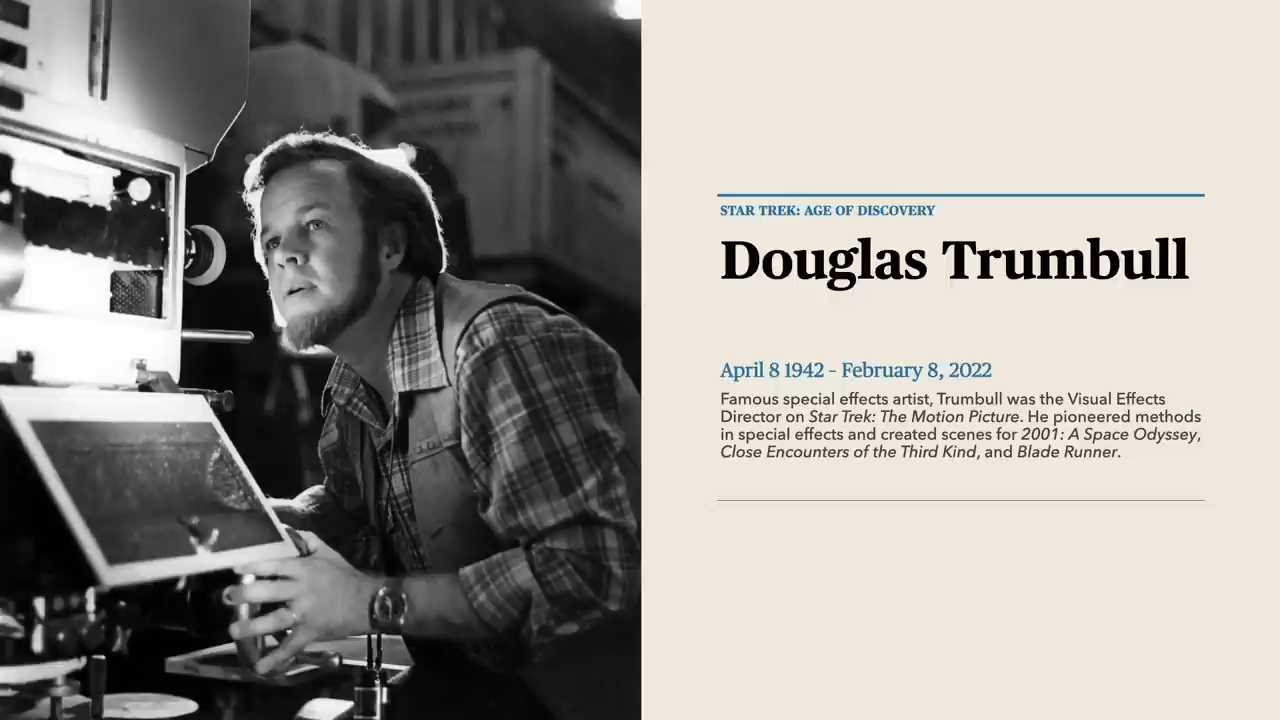 STAR TREK: AGE OF DISCOVERY
Douglas Trumbull
April 8 1942 - February 8, 2022
Famous special effects artist, Trumbull was the Visual Effects
Director on Star Trek: The Motion Picture. He pioneered methods
in special effects and created scenes for 2001: A Space Odyssey,
Close Encounters of the Third Kind, and Blade Runner.